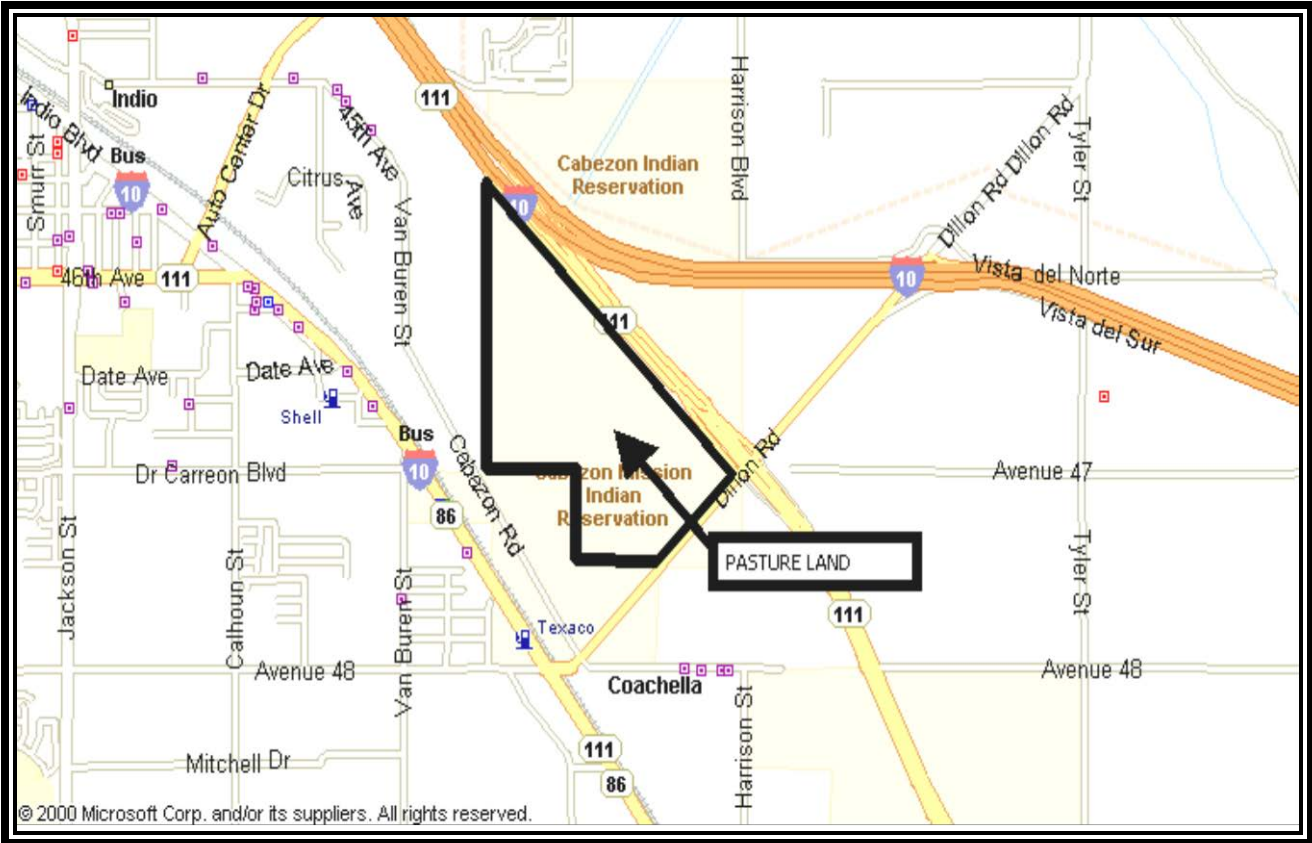 Indio
Indio Blvd
Smurr St
Bus
10
Auto Center Dr
45th Ave
Citrus Ave
111
Harrison Blvd
Cabezon Indian
Reservation
10
Dillon Rd
Dillon Rd
Tyler St
46th Ave
111
Van Buren St
10
Vista del Norte
Vista del Sur
111
Date Ave
Date Ave
Shell
Bus
10
Dr Carreon Blvd
86
Cabezon Rd
Cabezon Mission
Indian
Reservation
Dillon Rd
Avenue 47
PASTURE LAND
Jackson St
Calhoun St
Van Buren St
Texaco
Tyler St
111
Avenue 48
Coachella
Avenue 48
Harrison St
Mitchell Dr
111
86
© 2000 Microsoft Corp. and/or its suppliers. All rights reserved.